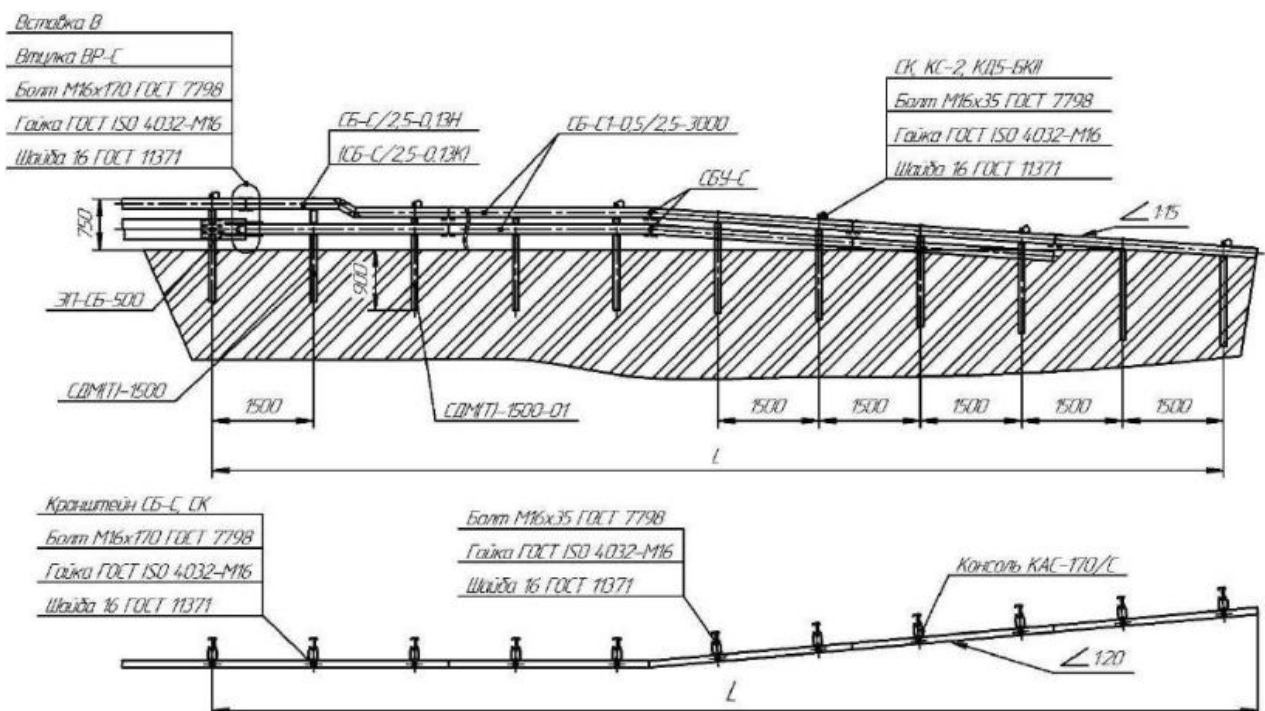 Вставка В
Втулка ВР-С
Болт М16х170 ГОСТ 7798
Гайка ГОСТ ISO 4032-М16
Шайба 16 ГОСТ 11371
СБ-С/2,5-0,13Н
(СБ-С/2,5-0,13К)
СБ-С1-0,5/2,5-3000
СБУ-С
СК, КС-2, КД5-БКЛ
Болт М16х35 ГОСТ 7798
Гайка ГОСТ ISO 4032-М16
Шайба 16 ГОСТ 11371
1:15
750
900
ЭП-СБ-500
СДМ(Т)-1500
СДМ(Т)-1500-01
1500
1500
1500
1500
1500
1500
L
Кронштейн СБ-С, СК
Болт М16х170 ГОСТ 7798
Гайка ГОСТ ISO 4032-М16
Шайба 16 ГОСТ 11371
Болт М16х35 ГОСТ 7798
Гайка ГОСТ ISO 4032-М16
Шайба 16 ГОСТ 11371
Консоль КАС-170/С
1:20
L